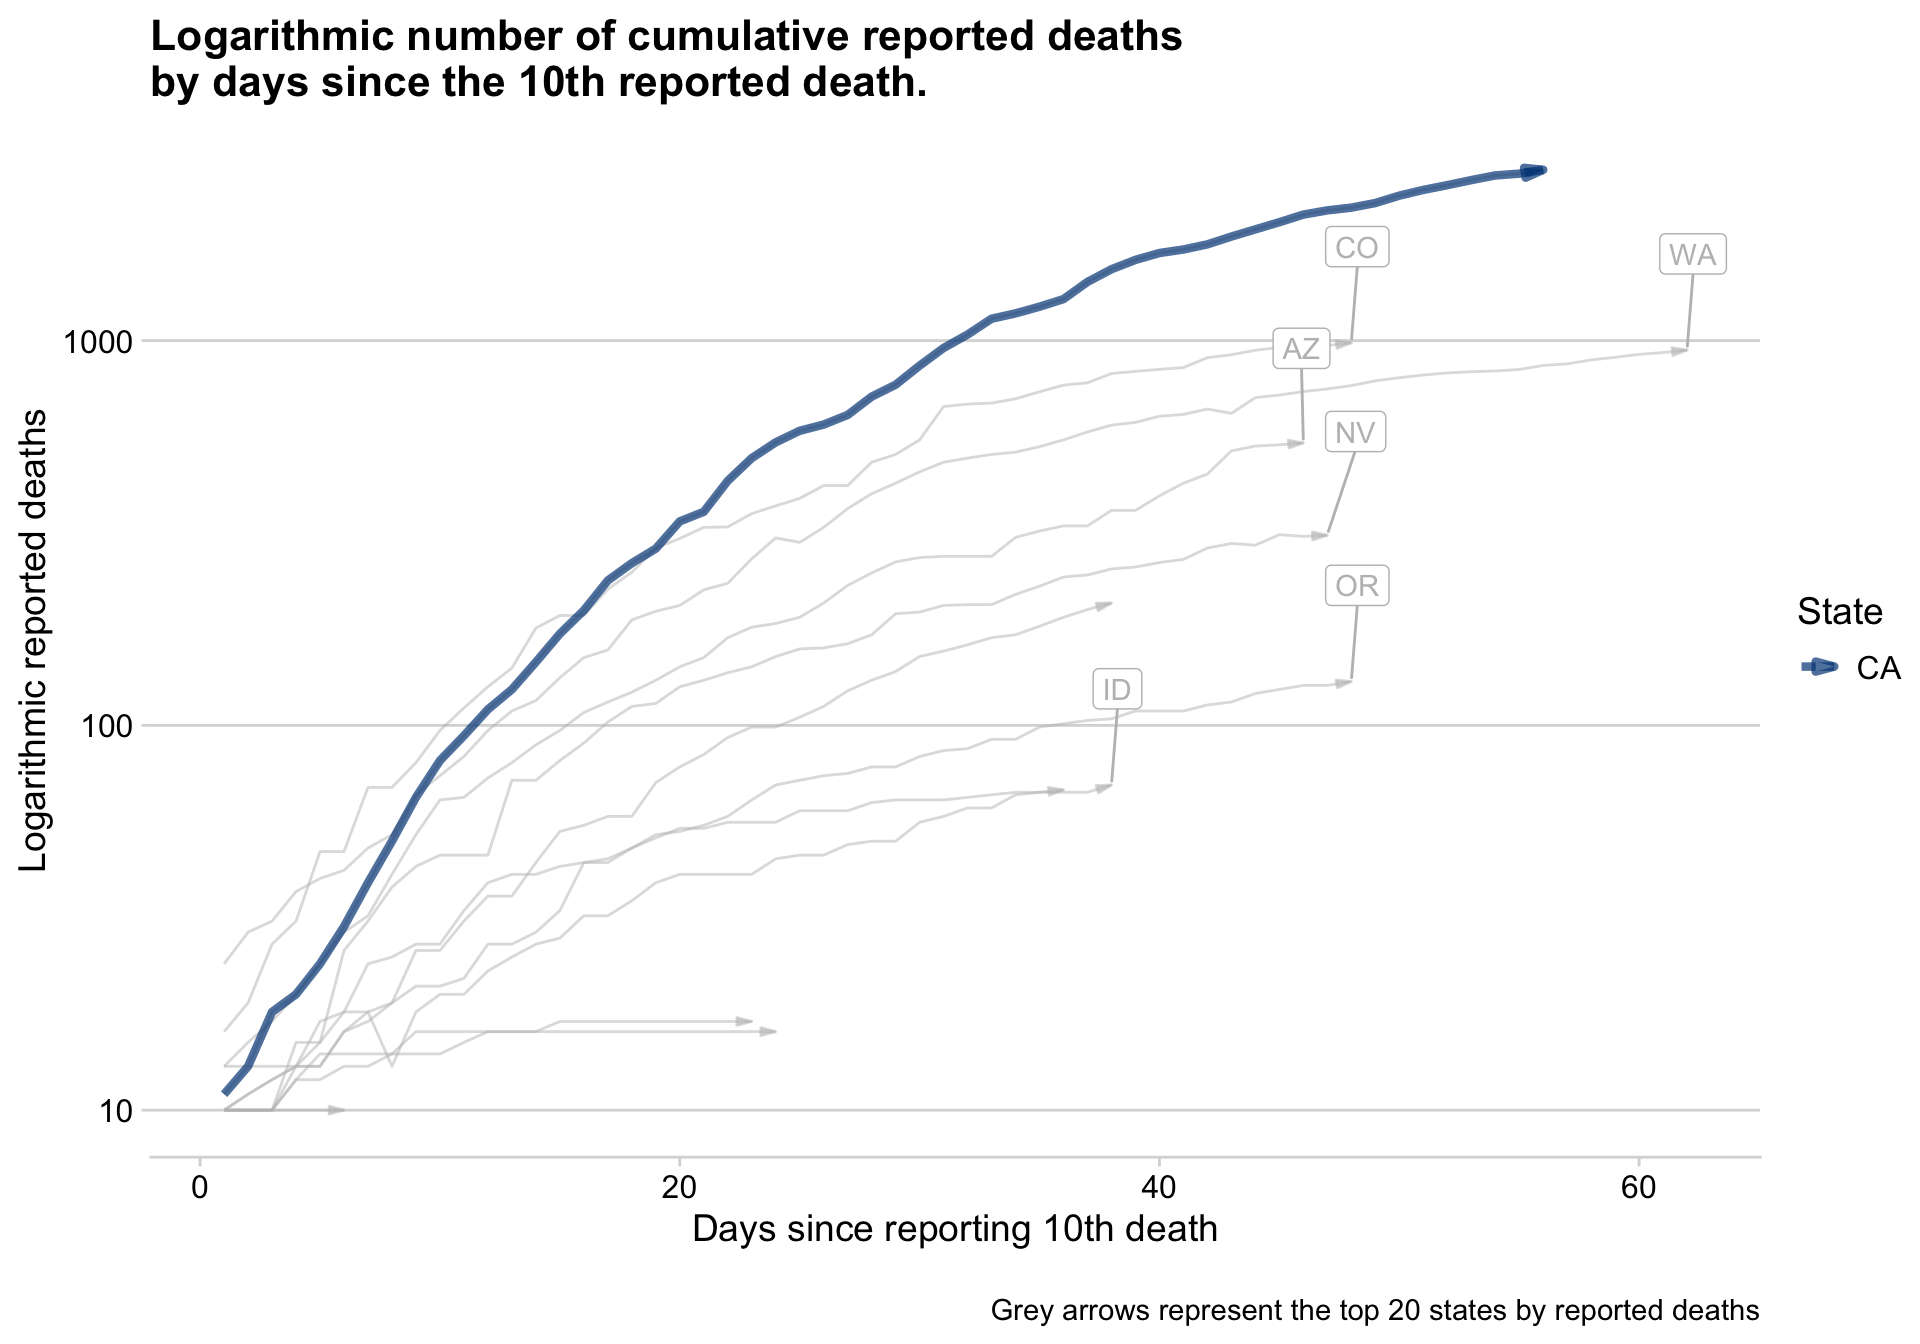 Logarithmic number of cumulative reported deaths
by days since the 10th reported death.
CO
WA
1000
AZ
NV
OR
ID
100
10
Logarithmic reported deaths
State
CA
0 20 40 60
Days since reporting 10th death
Grey arrows represent the top 20 states by reported deaths